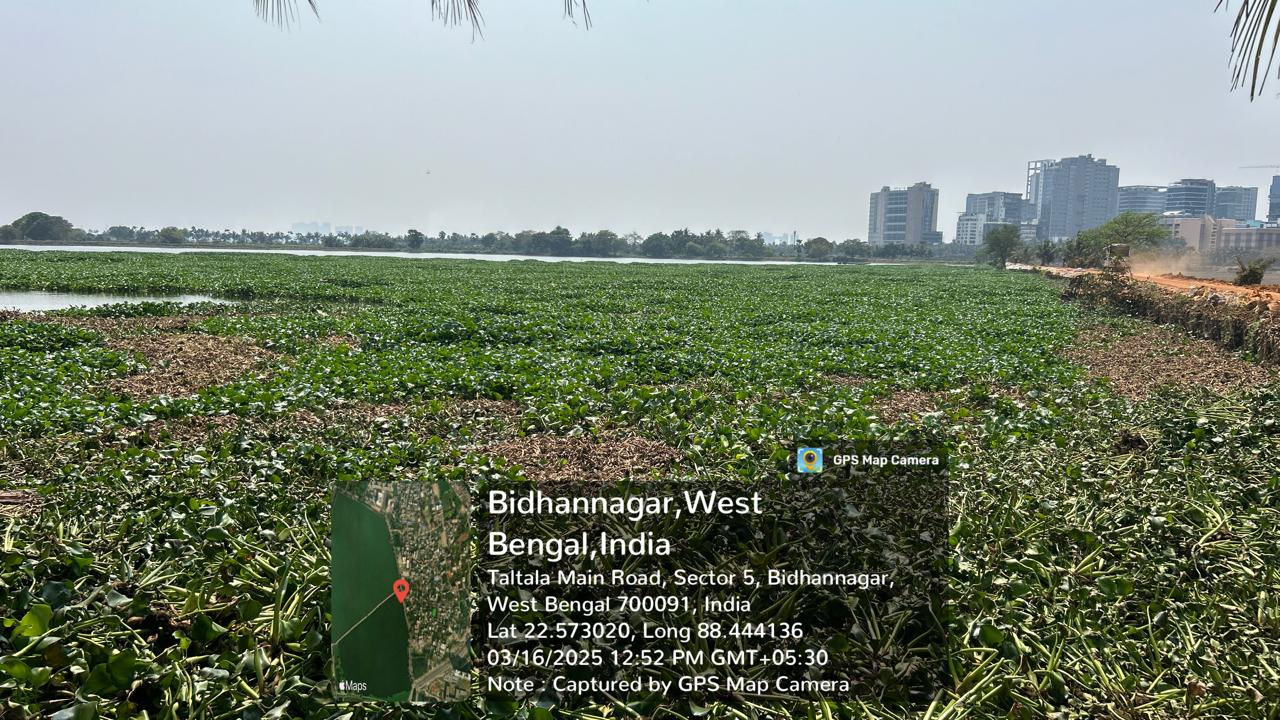 GPS Map Camera
Bidhannagar,West
Bengal,India
Taltala Main Road, Sector 5, Bidhannagar,
West Bengal 700091, India
Lat 22.573020, Long 88.444136
03/16/2025 12:52 PM GMT+05:30
Note : Captured by GPS Map Camera
Maps